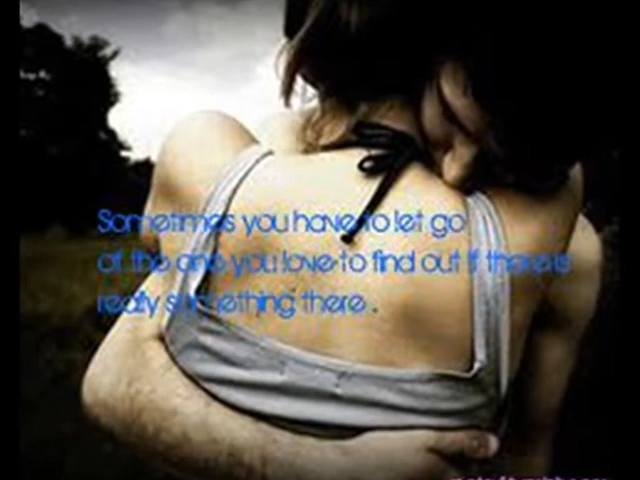 Sometimes you have to let go
of the one you love to find out if there is
really something there .